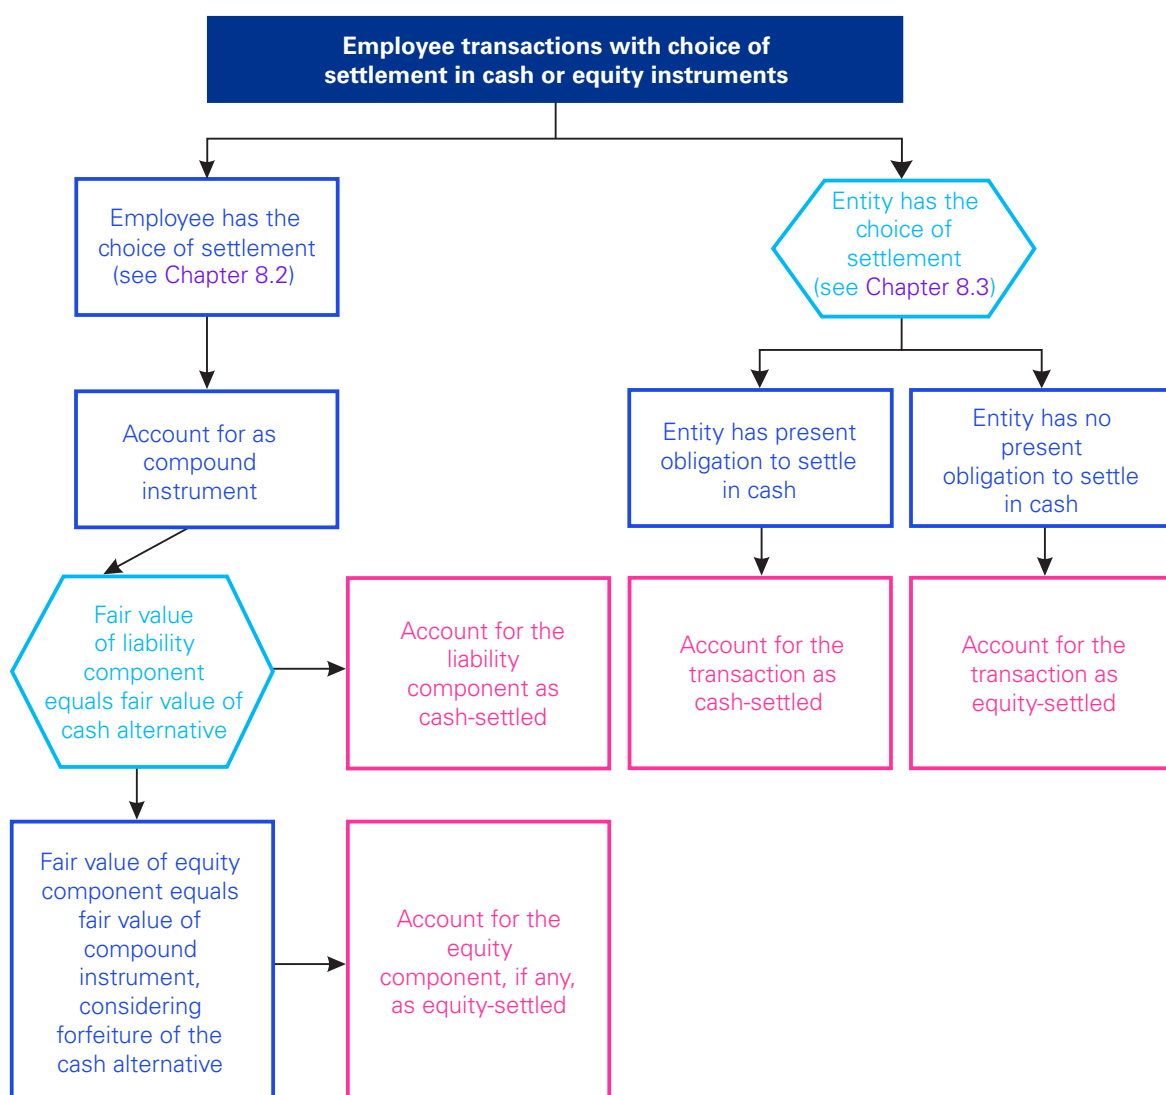 Employee transactions with choice of
settlement in cash or equity instruments
Employee has the
choice of settlement
(see Chapter 8.2)
Entity has the
choice of
settlement
(see Chapter 8.3)
Account for as
compound
instrument
Entity has present
obligation to settle
in cash
Entity has no
present
obligation to settle
in cash
Fair value
of liability
component
equals fair value of
cash alternative
Account for the
liability
component as
cash-settled
Account for the
transaction as
cash-settled
Account for the
transaction as
equity-settled
Fair value of equity
component equals
fair value of
compound
instrument,
considering
forfeiture of the
cash alternative
Account for the
equity
component, if any,
as equity-settled